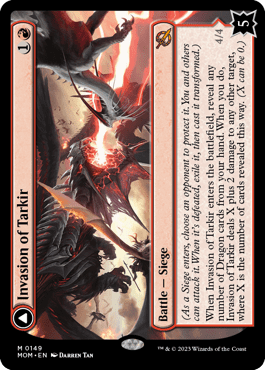 Invasion of Tarkir
1
Battle — Siege
(As a Siege enters, choose an opponent to protect it. You and others
can attack it. When it's defeated, exile it, then cast it transformed.)
When Invasion of Tarkir enters the battlefield, reveal any
number of Dragon cards from your hand. When you do,
Invasion of Tarkir deals X plus 2 damage to any other target,
where X is the number of cards revealed this way. (X can be 0.)
4/4
5
M 0149
MOM • EN DARREN TAN
™ & © 2023 Wizards of the Coast